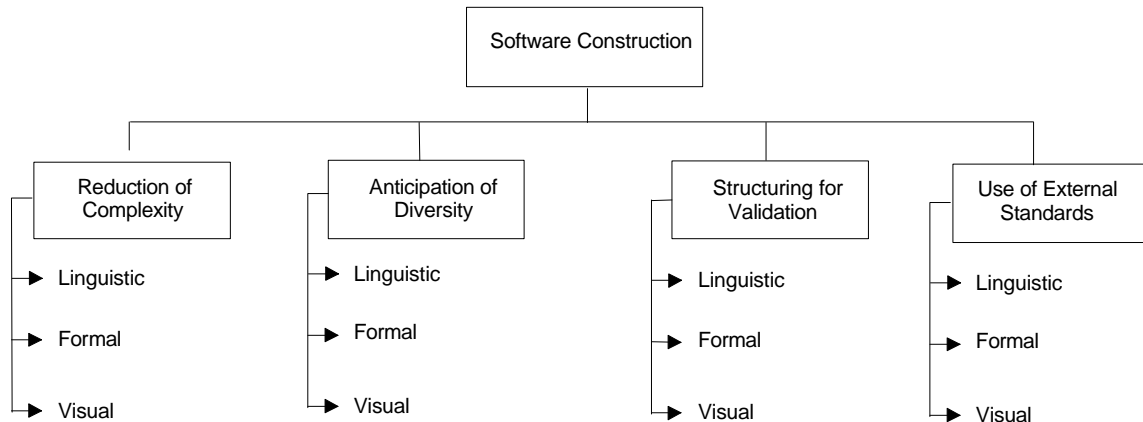 Software Construction
Reduction of
Complexity
Linguistic
Formal
Visual
Anticipation of
Diversity
Linguistic
Formal
Visual
Structuring for
Validation
Linguistic
Formal
Visual
Use of External
Standards
Linguistic
Formal
Visual